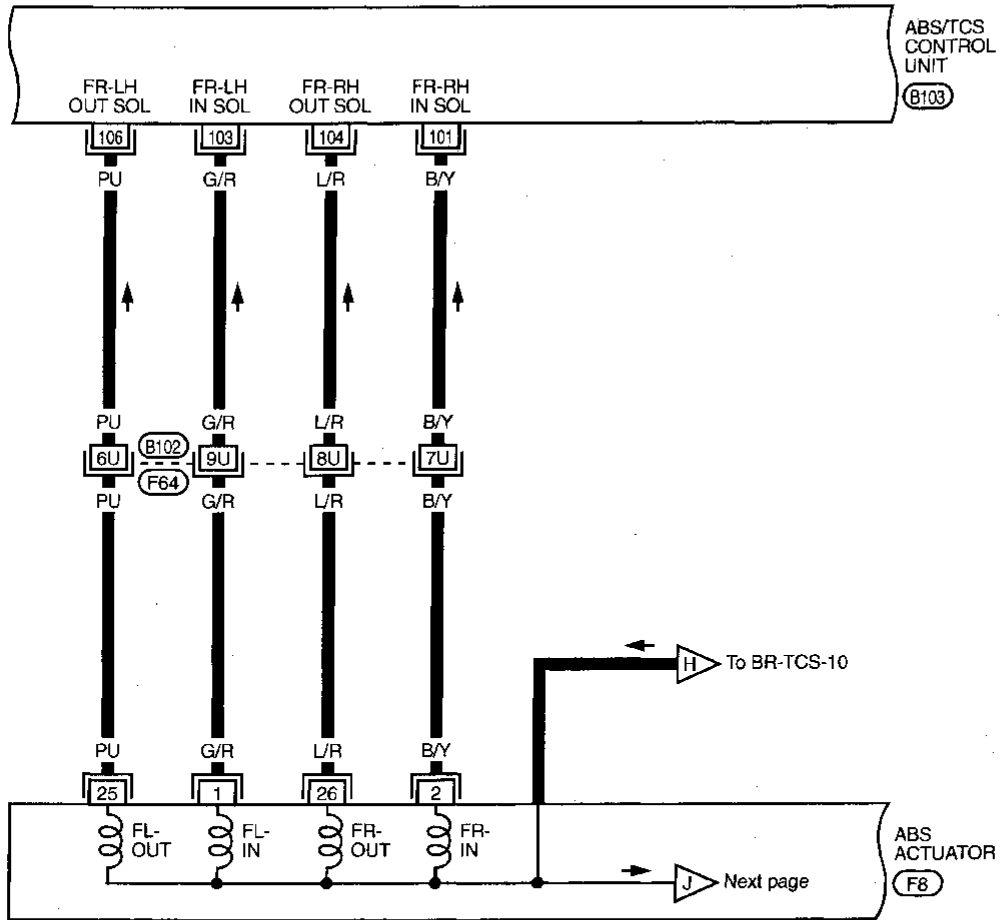 ABS/TCS
CONTROL
UNIT
B103
FR-LH
OUT SOL
FR-LH
IN SOL
FR-RH
OUT SOL
FR-RH
IN SOL
106
103
104
101
PU
G/R
L/R
B/Y
PU
G/R
L/R
B/Y
6U
B102
F64
9U
8U
7U
PU
G/R
L/R
B/Y
H
To BR-TCS-10
PU
G/R
L/R
B/Y
25
1
26
2
FL-
OUT
FL-
IN
FR-
OUT
FR-
IN
J
Next page
ABS
ACTUATOR
F8